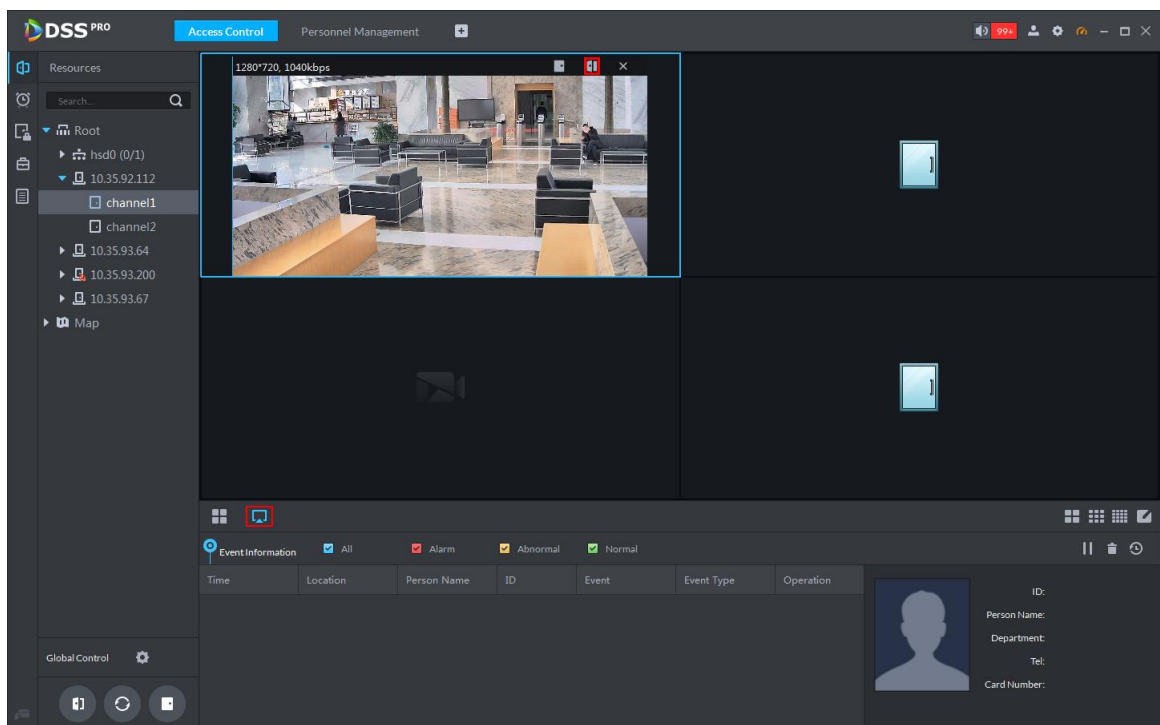 DSS PRO
Access Control
Personnel Management
99+
Resources
Search...
Root
hsd0 (0/1)
10.35.92.112
channel1
channel2
10.35.93.64
10.35.93.200
10.35.93.67
Map
Global Control
1280*720, 1040kbps
Event Information
All
Alarm
Abnormal
Normal
Time Location Person Name ID Event Event Type Operation
ID:
Person Name:
Department:
Tel:
Card Number: